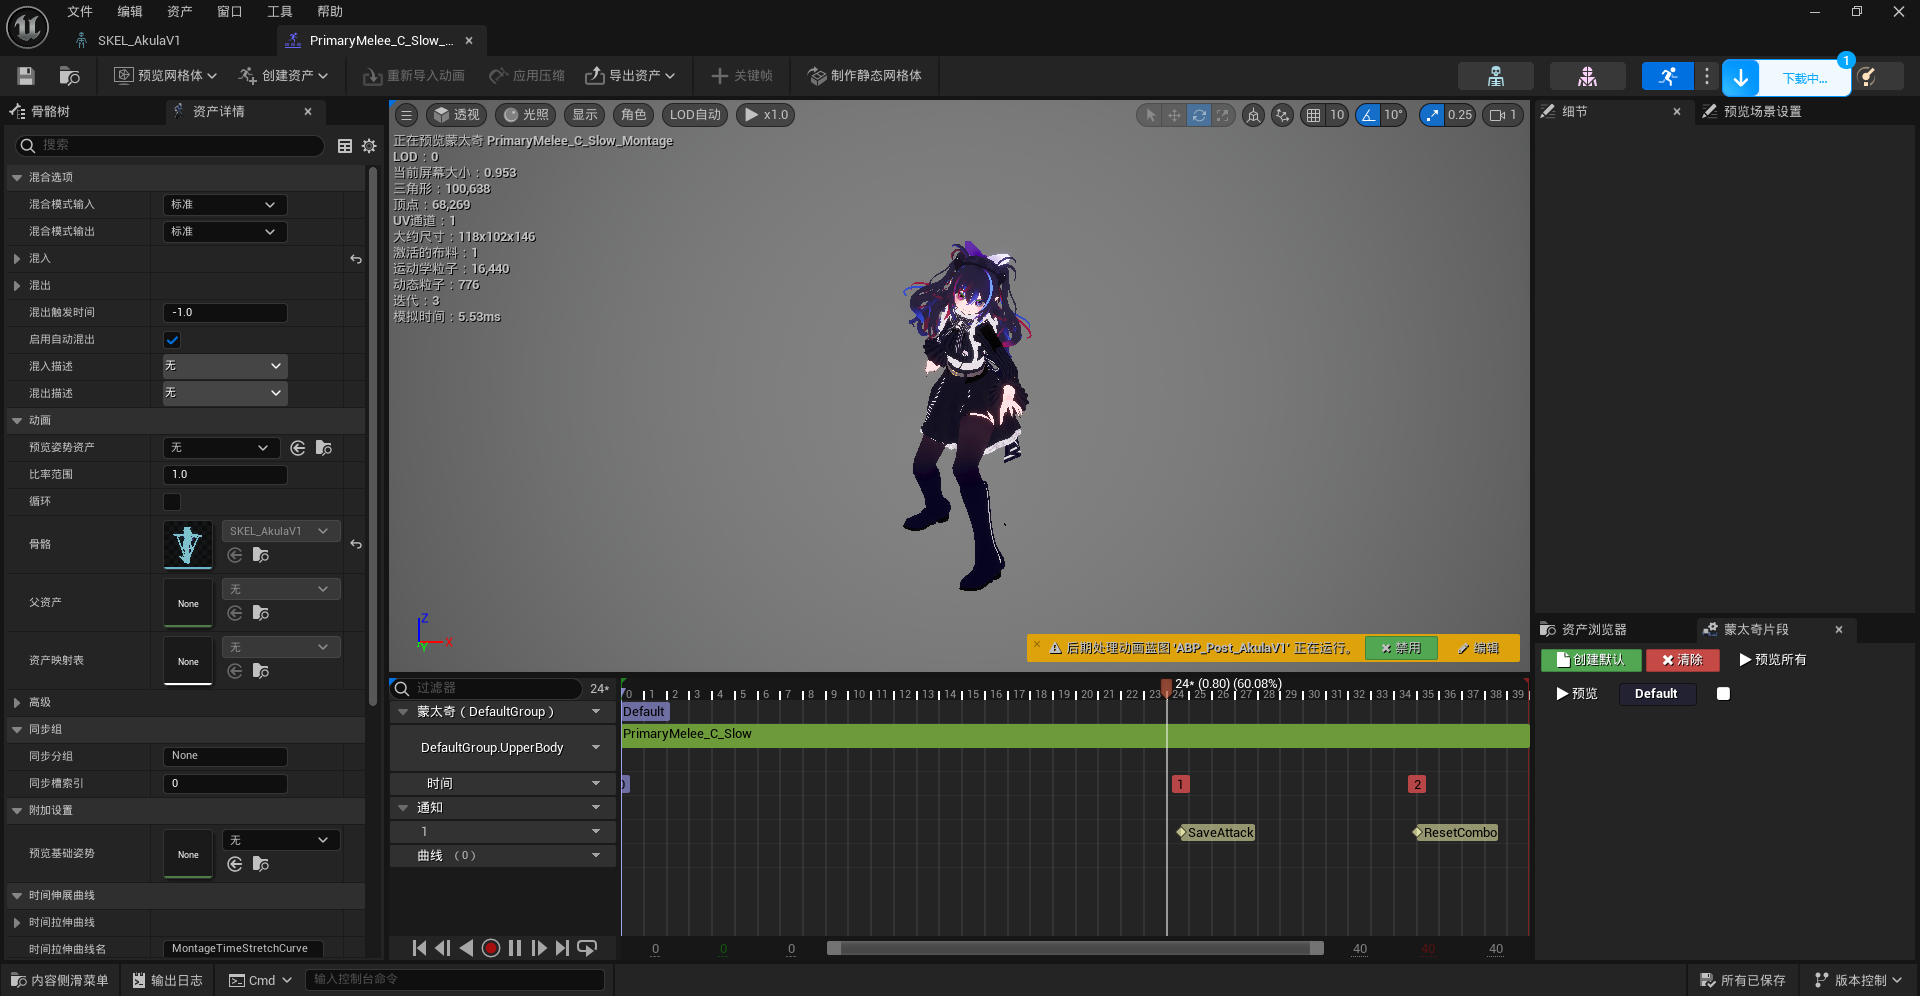 文件 编辑 资产 窗口 工具 帮助
SKEL_AkulaV1
PrimaryMelee_C_Slow_...
预览网格体
创建资产
重新导入动画
应用压缩
导出资产
关键帧
制作静态网格体
下载中...
1
骨骼树
资产详情
搜索
混合选项
混合模式输入 标准
混合模式输出 标准
混入
混出
混出触发时间 -1.0
启用自动混出
混入描述 无
混出描述 无
动画
预览姿势资产 无
比率范围 1.0
循环
骨骼 SKEL_AkulaV1
父资产 None 无
资产映射表 None 无
高级
同步组
同步分组 None
同步槽索引 0
附加设置
预览基础姿势 None 无
时间伸展曲线
时间拉伸曲线
时间拉伸曲线名 MontageTimeStretchCurve
透视 光照 显示 角色 LOD自动 x1.0
10 10° 0.25 1
正在预览蒙太奇 PrimaryMelee_C_Slow_Montage
LOD：0
当前屏幕大小：0.953
三角形：100,638
顶点：68,269
UV通道：1
大约尺寸：118x102x146
激活的布料：1
运动学粒子：16,440
动态粒子：776
迭代：3
模拟时间：5.53ms
Z
X
Y
后期处理动画蓝图 'ABP_Post_AkulaV1' 正在运行。 禁用 编辑
过滤器 24*
24* (0.80) (60.08%)
0 1 2 3 4 5 6 7 8 9 10 11 12 13 14 15 16 17 18 19 20 21 22 23 24 25 26 27 28 29 30 31 32 33 34 35 36 37 38 39
蒙太奇（DefaultGroup） Default
PrimaryMelee_C_Slow
DefaultGroup.UpperBody
时间 1 2
通知
1 SaveAttack ResetCombo
曲线 （0）
0 0 0 40 40 40
细节
预览场景设置
资产浏览器
蒙太奇片段
创建默认 清除 预览所有
预览 Default
内容侧滑菜单
输出日志
Cmd
输入控制台命令
所有已保存
版本控制